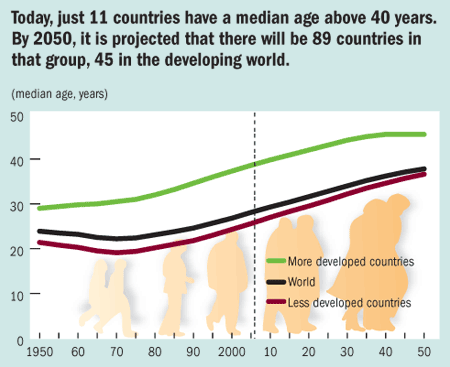 Today, just 11 countries have a median age above 40 years.
By 2050, it is projected that there will be 89 countries in
that group, 45 in the developing world.
(median age, years)
50
40
30
20
10
0
More developed countries
World
Less developed countries
1950 60 70 80 90 2000 10 20 30 40 50